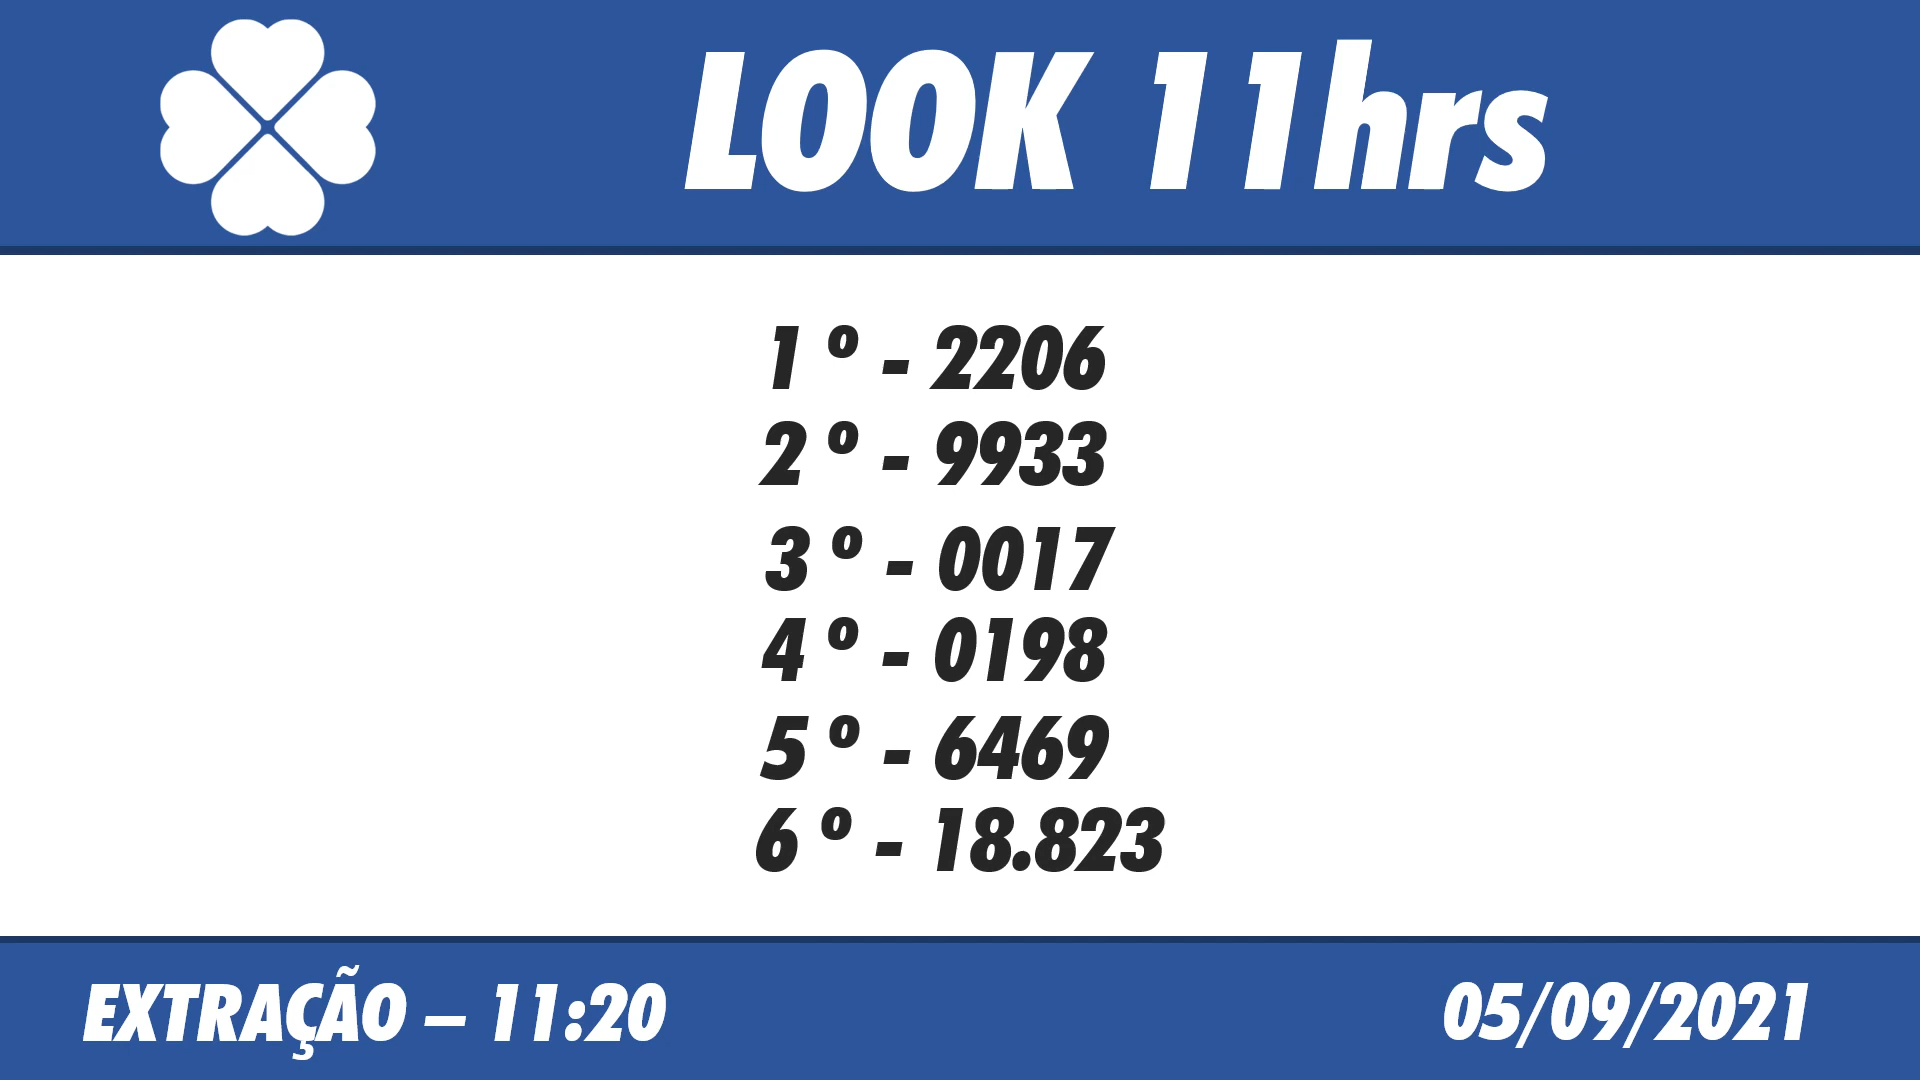 LOOK 11hrs
1 º - 2206
2 º - 9933
3 º - 0017
4 º - 0198
5 º - 6469
6 º - 18.823
EXTRAÇÃO – 11:20
05/09/2021